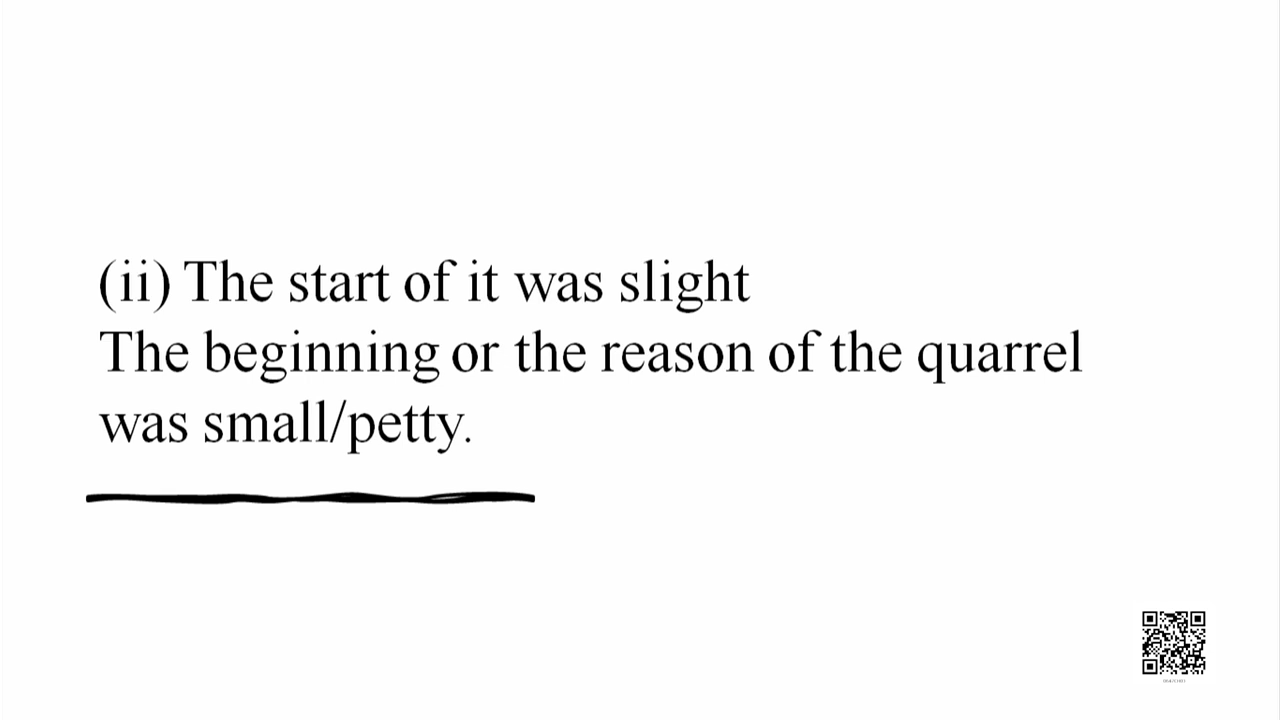 (ii) The start of it was slight
The beginning or the reason of the quarrel
was small/petty.